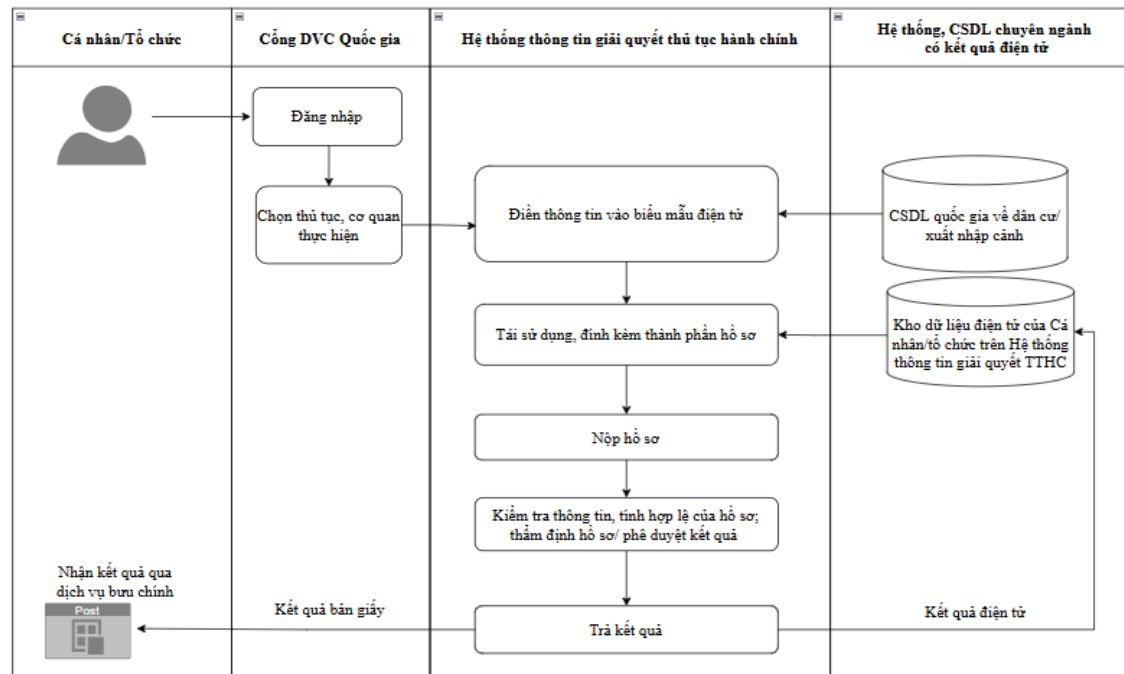 Cá nhân/Tổ chức
Cổng DVC Quốc gia
Hệ thống thông tin giải quyết thủ tục hành chính
Hệ thống, CSDL chuyên ngành
có kết quả điện tử
Đăng nhập
Chọn thủ tục, cơ quan
thực hiện
Điền thông tin vào biểu mẫu điện tử
CSDL quốc gia về dân cư/
xuất nhập cảnh
Tái sử dụng, đính kèm thành phần hồ sơ
Kho dữ liệu điện tử của Cá
nhân/tổ chức trên Hệ thống
thông tin giải quyết TTHC
Nộp hồ sơ
Kiểm tra thông tin, tính hợp lệ của hồ sơ;
thẩm định hồ sơ/ phê duyệt kết quả
Nhận kết quả qua
dịch vụ bưu chính
Post
Kết quả bản giấy
Trả kết quả
Kết quả điện tử